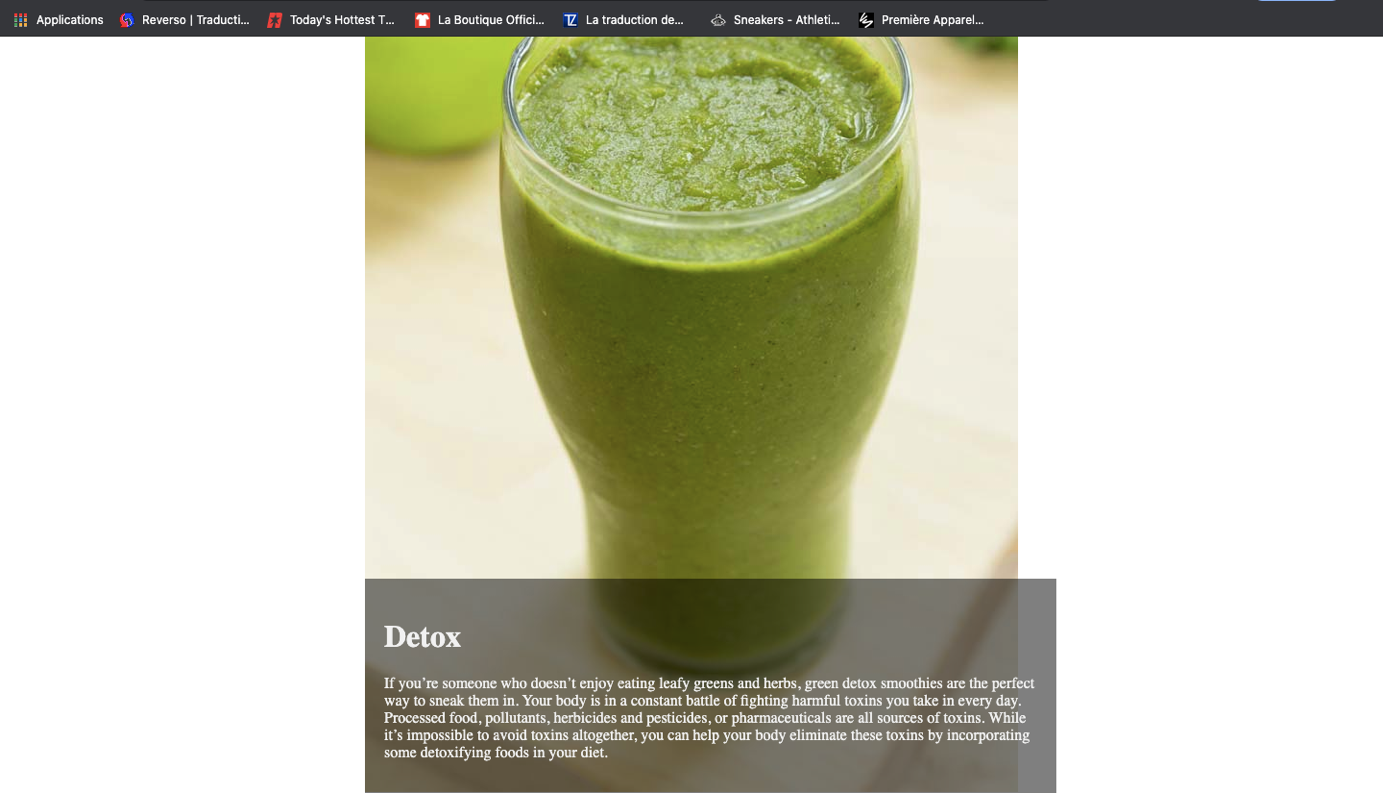 Applications Reverso | Traducti... Today's Hottest T... La Boutique Offici... La traduction de... Sneakers - Athleti... Première Apparel...
Detox
If you’re someone who doesn’t enjoy eating leafy greens and herbs, green detox smoothies are the perfect
way to sneak them in. Your body is in a constant battle of fighting harmful toxins you take in every day.
Processed food, pollutants, herbicides and pesticides, or pharmaceuticals are all sources of toxins. While
it’s impossible to avoid toxins altogether, you can help your body eliminate these toxins by incorporating
some detoxifying foods in your diet.